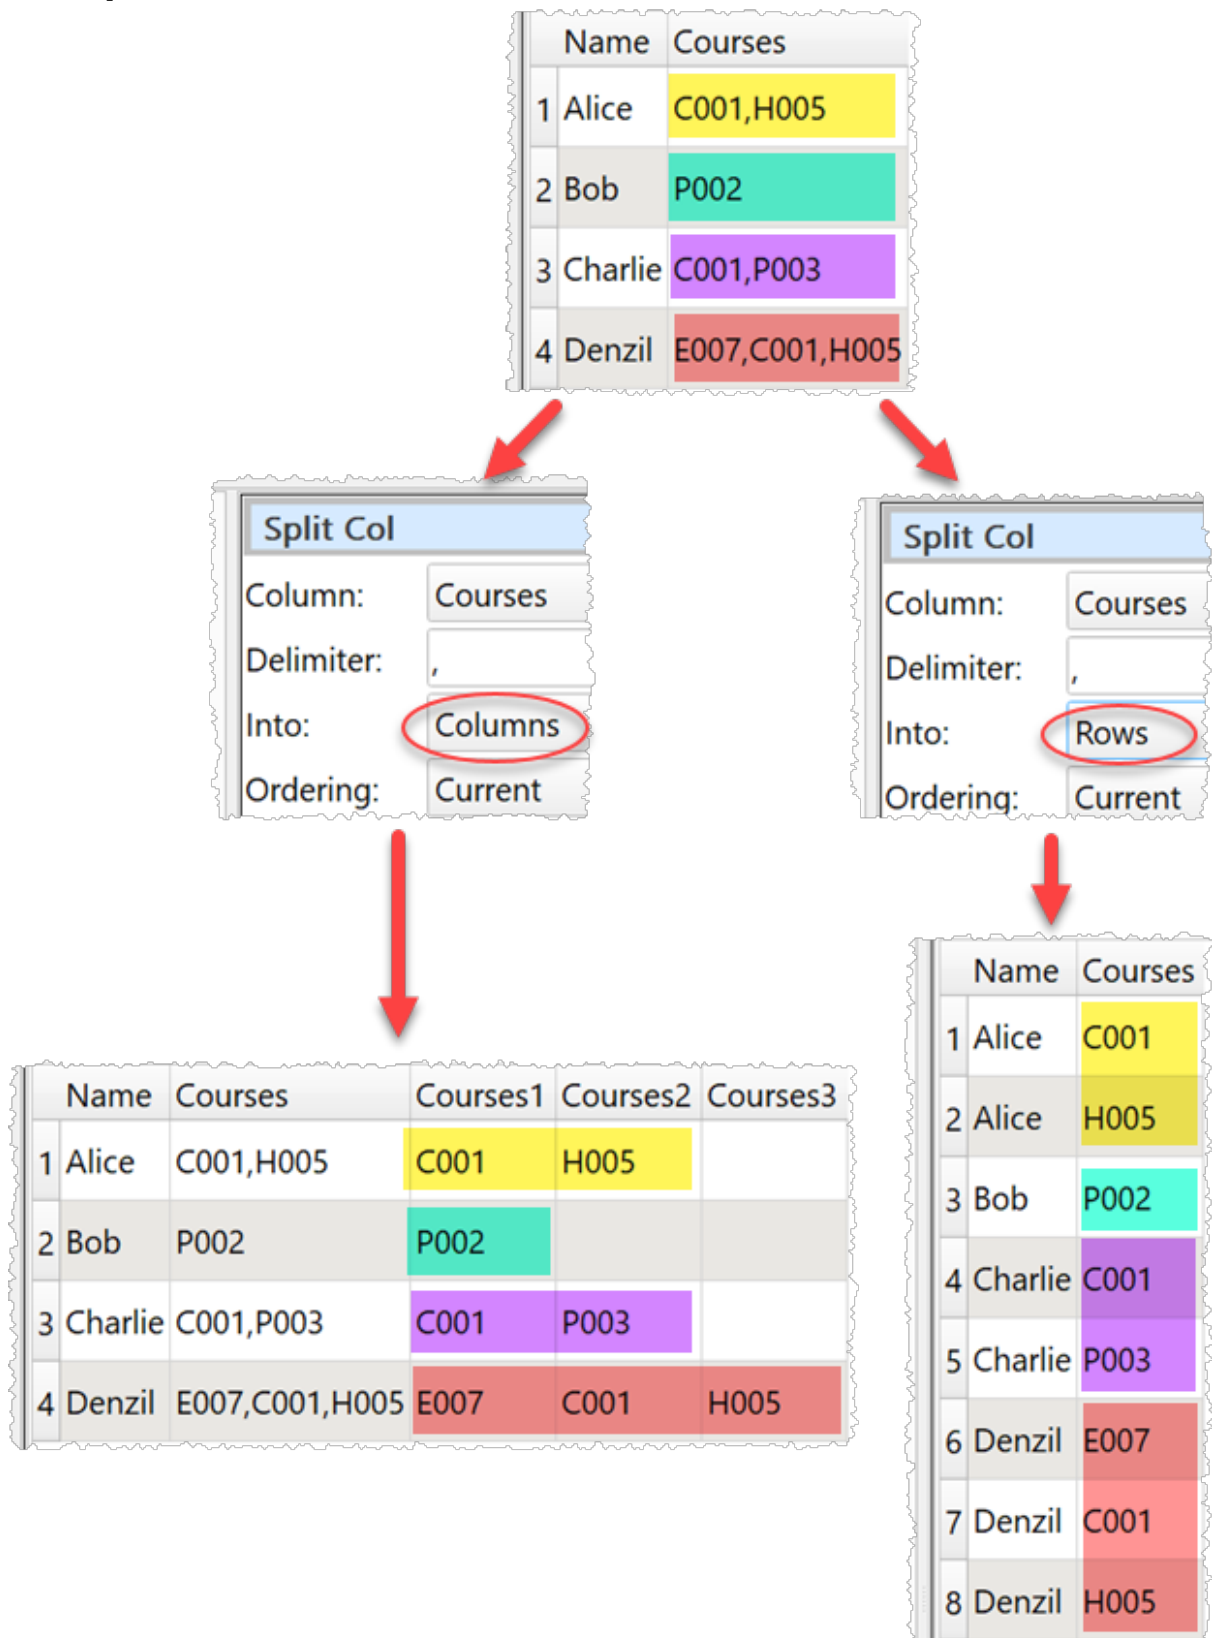 Name Courses
1 Alice C001,H005
2 Bob P002
3 Charlie C001,P003
4 Denzil E007,C001,H005
Split Col
Column: Courses
Delimiter: ,
Into: Columns
Ordering: Current
Split Col
Column: Courses
Delimiter: ,
Into: Rows
Ordering: Current
Name Courses Courses1 Courses2 Courses3
1 Alice C001,H005 C001 H005
2 Bob P002 P002
3 Charlie C001,P003 C001 P003
4 Denzil E007,C001,H005 E007 C001 H005
Name Courses
1 Alice C001
2 Alice H005
3 Bob P002
4 Charlie C001
5 Charlie P003
6 Denzil E007
7 Denzil C001
8 Denzil H005